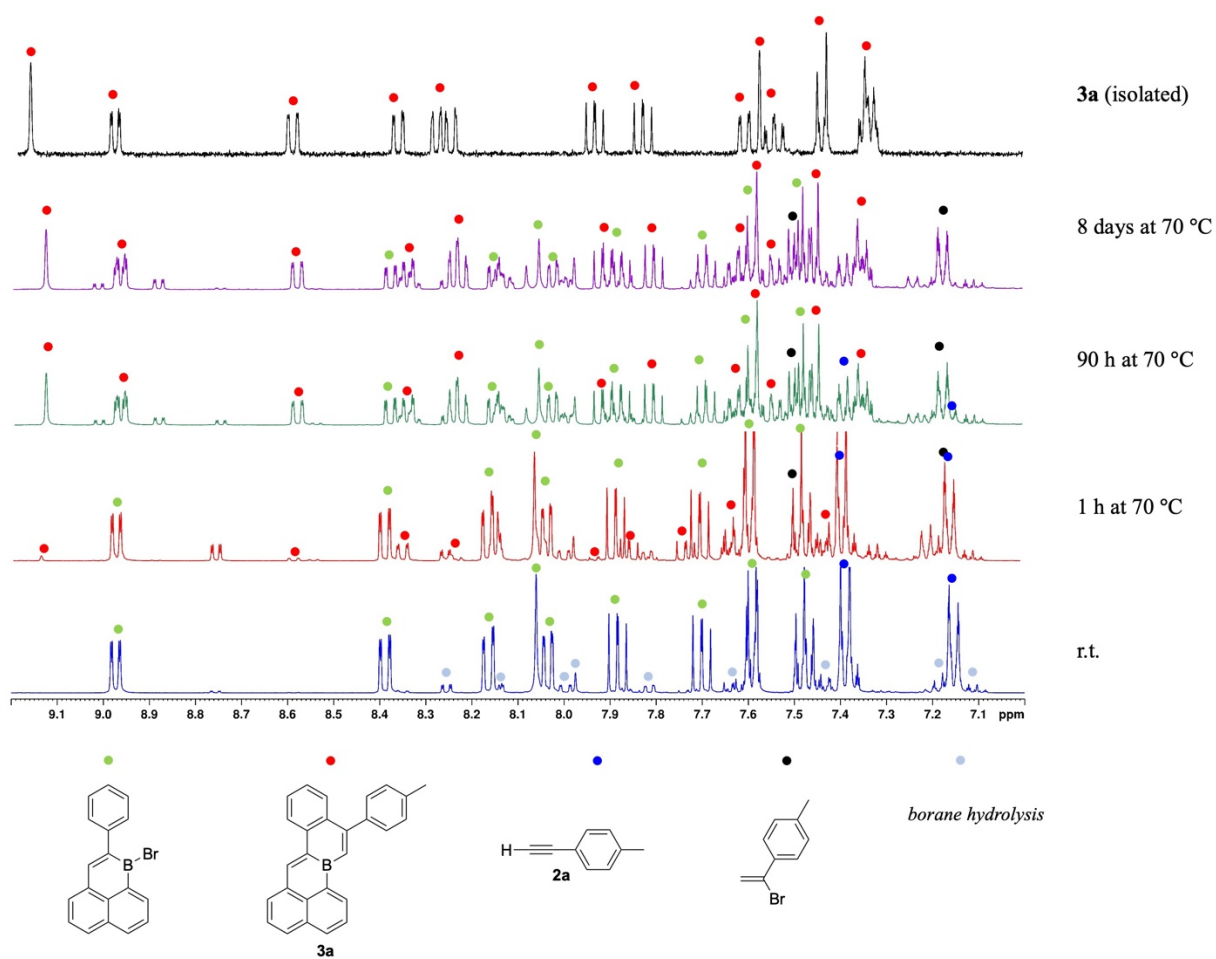 3a (isolated)
8 days at 70 °C
90 h at 70 °C
1 h at 70 °C
r.t.
9.1 9.0 8.9 8.8 8.7 8.6 8.5 8.4 8.3 8.2 8.1 8.0 7.9 7.8 7.7 7.6 7.5 7.4 7.3 7.2 7.1 ppm
borane hydrolysis
Br
B
B
H
2a
Br
3a